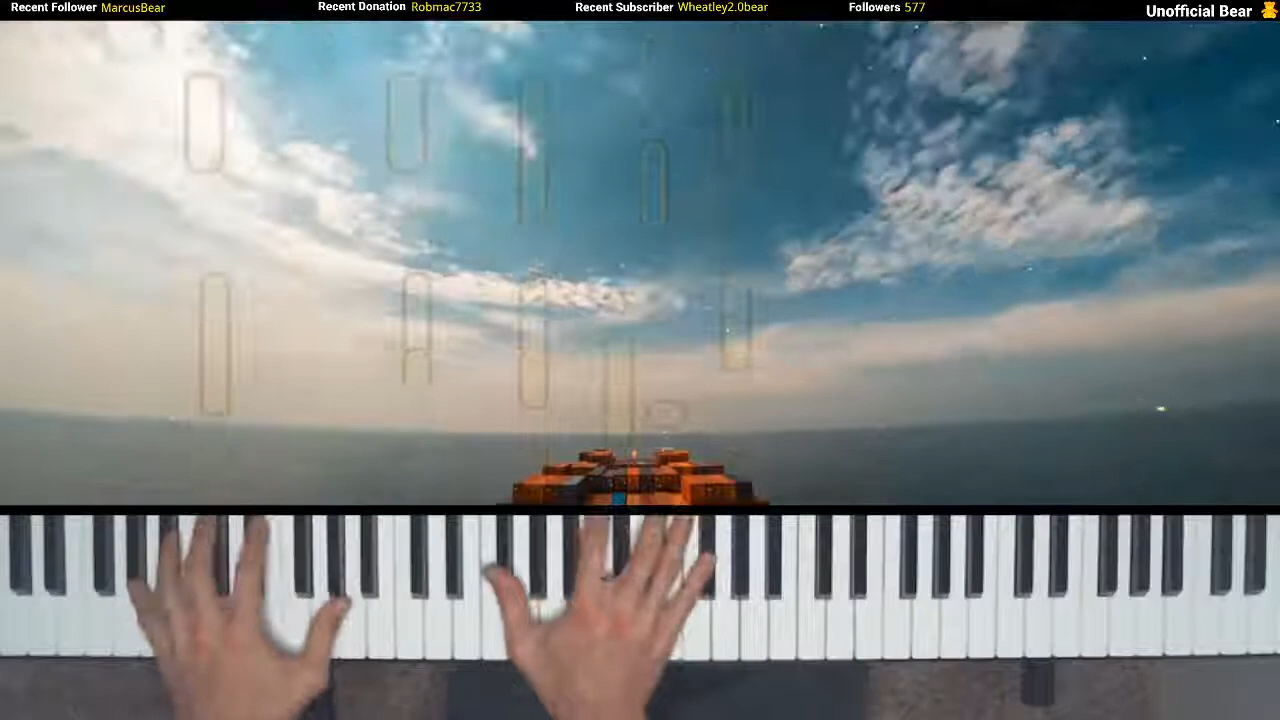 Recent Follower MarcusBear
Recent Donation Robmac7733
Recent Subscriber Wheatley2.0bear
Followers 577
Unofficial Bear